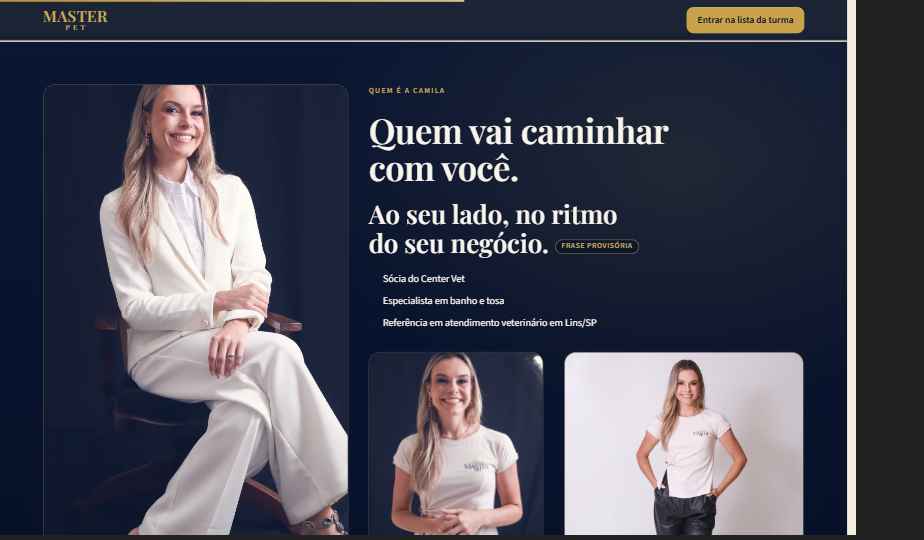 MASTER
PET
Entrar na lista da turma
QUEM É A CAMILA
Quem vai caminhar
com você.
Ao seu lado, no ritmo
do seu negócio. FRASE PROVISÓRIA
Sócia do Center Vet
Especialista em banho e tosa
Referência em atendimento veterinário em Lins/SP
MASTER